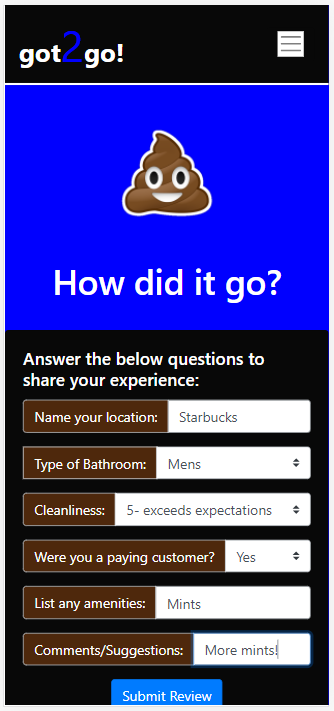 got2go!
How did it go?
Answer the below questions to
share your experience:
Name your location: Starbucks
Type of Bathroom: Mens
Cleanliness: 5- exceeds expectations
Were you a paying customer? Yes
List any amenities: Mints
Comments/Suggestions: More mints!
Submit Review